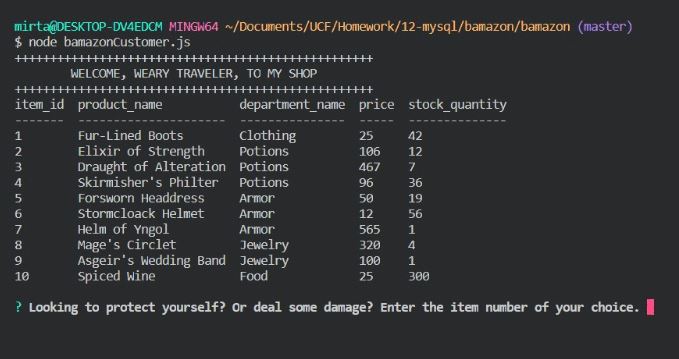 mirta@DESKTOP-DV4EDCM MINGW64 ~/Documents/UCF/Homework/12-mysql/bamazon/bamazon (master)
$ node bamazonCustomer.js
++++++++++++++++++++++++++++++++++++++++++++++++++
WELCOME, WEARY TRAVELER, TO MY SHOP
++++++++++++++++++++++++++++++++++++++++++++++++++
item_id product_name department_name price stock_quantity
------- --------------------- --------------- ----- --------------
1 Fur-Lined Boots Clothing 25 42
2 Elixir of Strength Potions 106 12
3 Draught of Alteration Potions 467 7
4 Skirmisher's Philter Potions 96 36
5 Forsworn Headdress Armor 50 19
6 Stormcloack Helmet Armor 12 56
7 Helm of Yngol Armor 565 1
8 Mage's Circlet Jewelry 320 4
9 Asgeir's Wedding Band Jewelry 100 1
10 Spiced Wine Food 25 300
? Looking to protect yourself? Or deal some damage? Enter the item number of your choice.